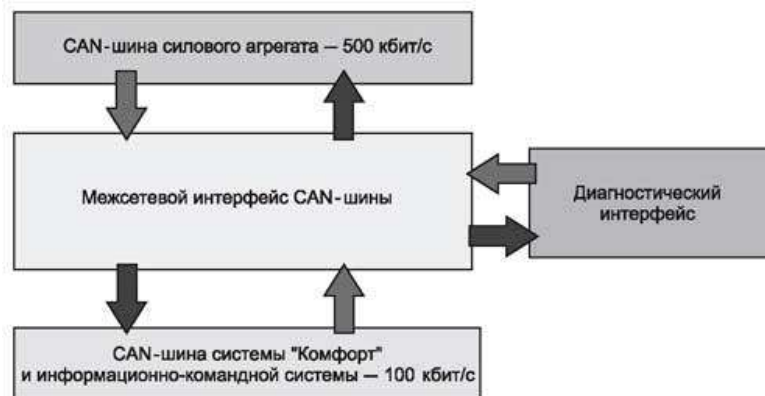 CAN-шина силового агрегата — 500 кбит/с
Межсетевой интерфейс CAN-шины
Диагностический
интерфейс
CAN-шина системы "Комфорт"
и информационно-командной системы — 100 кбит/с